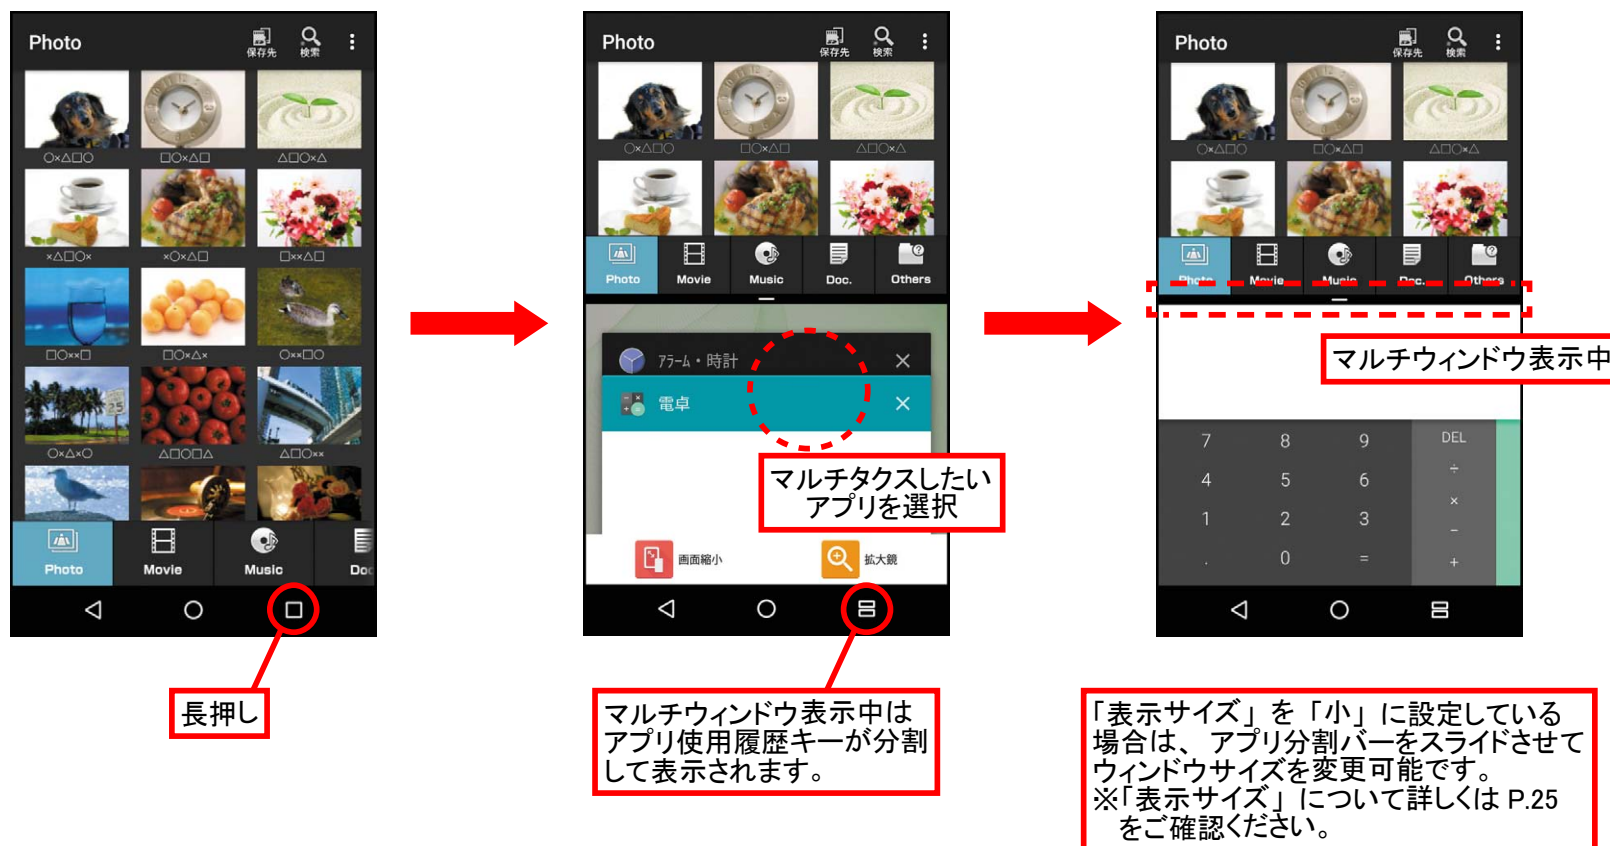 Photo
保存先
検索
○×△□○
□○×△□
△□○×△
×△□○×
×○×△□
□××△□
□○××□
□○×△×
○××□○
25
○×△×○
△□○□△
△□○××
Photo
Movie
Music
Doc
長押し
Photo
保存先
検索
○×△□○
□○×△□
△□○×△
Photo
Movie
Music
Doc.
Others
ｱﾗｰﾑ・時計
電卓
マルチタクスしたい
アプリを選択
画面縮小
拡大鏡
マルチウィンドウ表示中は
アプリ使用履歴キーが分割
して表示されます。
Photo
保存先
検索
○×△□○
□○×△□
△□○×△
Photo
Movie
Music
Doc.
Others
マルチウィンドウ表示中
7 8 9 DEL
4 5 6 ÷
1 2 3 ×
. 0 = −
+
「表示サイズ」を「小」に設定している
場合は、アプリ分割バーをスライドさせて
ウィンドウサイズを変更可能です。
※「表示サイズ」について詳しくは P.25
をご確認ください。